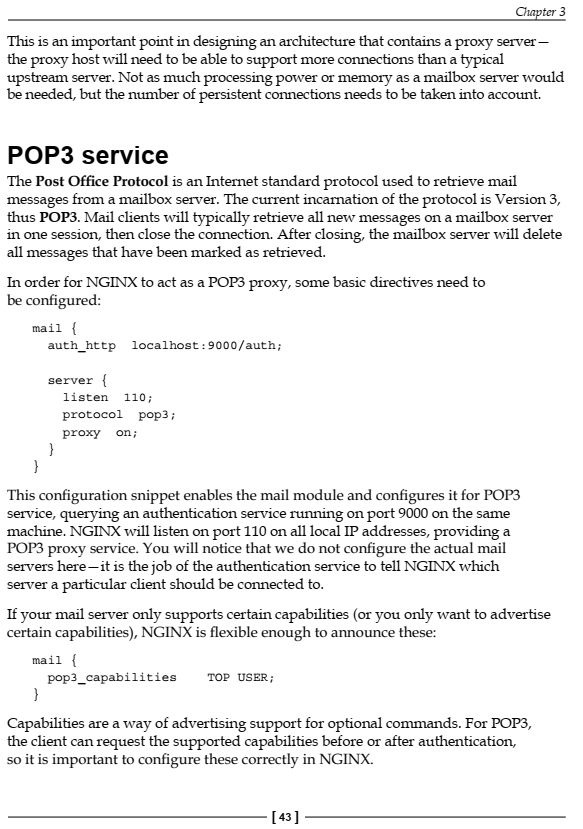 Chapter 3
This is an important point in designing an architecture that contains a proxy server—
the proxy host will need to be able to support more connections than a typical
upstream server. Not as much processing power or memory as a mailbox server would
be needed, but the number of persistent connections needs to be taken into account.
POP3 service
The Post Office Protocol is an Internet standard protocol used to retrieve mail
messages from a mailbox server. The current incarnation of the protocol is Version 3,
thus POP3. Mail clients will typically retrieve all new messages on a mailbox server
in one session, then close the connection. After closing, the mailbox server will delete
all messages that have been marked as retrieved.
In order for NGINX to act as a POP3 proxy, some basic directives need to
be configured:
mail {
  auth_http  localhost:9000/auth;
  server {
    listen  110;
    protocol  pop3;
    proxy  on;
  }
}
This configuration snippet enables the mail module and configures it for POP3
service, querying an authentication service running on port 9000 on the same
machine. NGINX will listen on port 110 on all local IP addresses, providing a
POP3 proxy service. You will notice that we do not configure the actual mail
servers here—it is the job of the authentication service to tell NGINX which
server a particular client should be connected to.
If your mail server only supports certain capabilities (or you only want to advertise
certain capabilities), NGINX is flexible enough to announce these:
mail {
  pop3_capabilities    TOP USER;
}
Capabilities are a way of advertising support for optional commands. For POP3,
the client can request the supported capabilities before or after authentication,
so it is important to configure these correctly in NGINX.
[ 43 ]